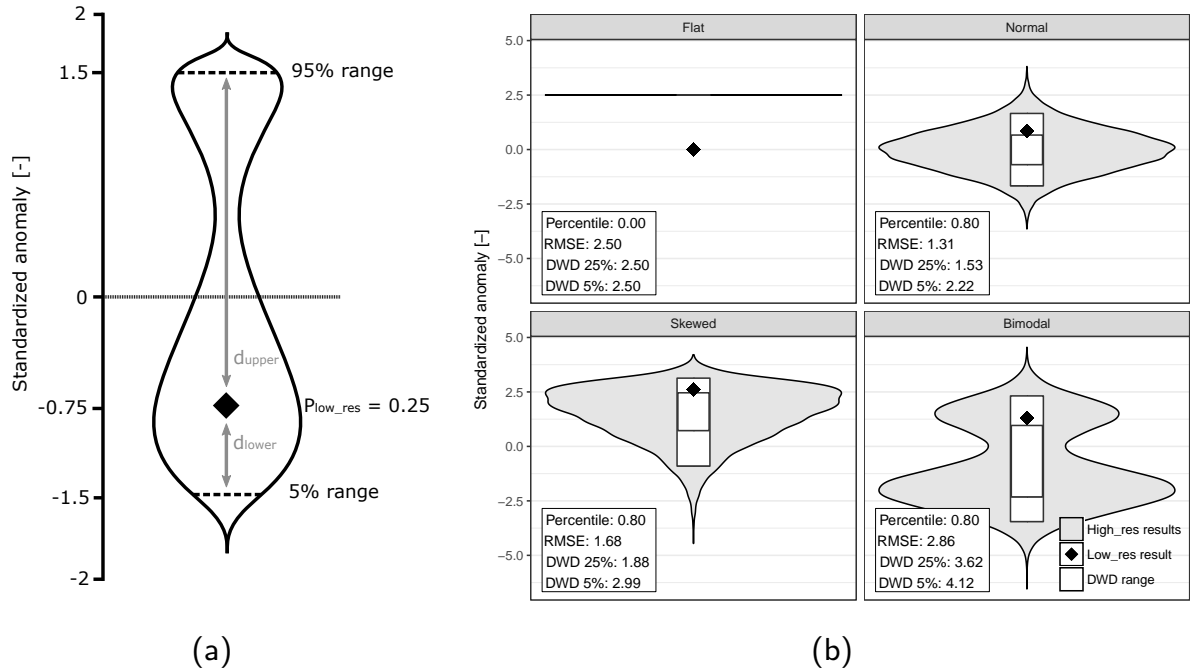 2
1.5
0
-0.75
-1.5
-2
Standardized anomaly [-]
95% range
dupper
Plow_res = 0.25
dlower
5% range
(a)
Standardized anomaly [−]
Flat
5.0
2.5
0.0
−2.5
−5.0
Percentile: 0.00
RMSE: 2.50
DWD 25%: 2.50
DWD 5%: 2.50
Normal
Percentile: 0.80
RMSE: 1.31
DWD 25%: 1.53
DWD 5%: 2.22
Skewed
5.0
2.5
0.0
−2.5
−5.0
Percentile: 0.80
RMSE: 1.68
DWD 25%: 1.88
DWD 5%: 2.99
Bimodal
Percentile: 0.80
RMSE: 2.86
DWD 25%: 3.62
DWD 5%: 4.12
High_res results
Low_res result
DWD range
(b)